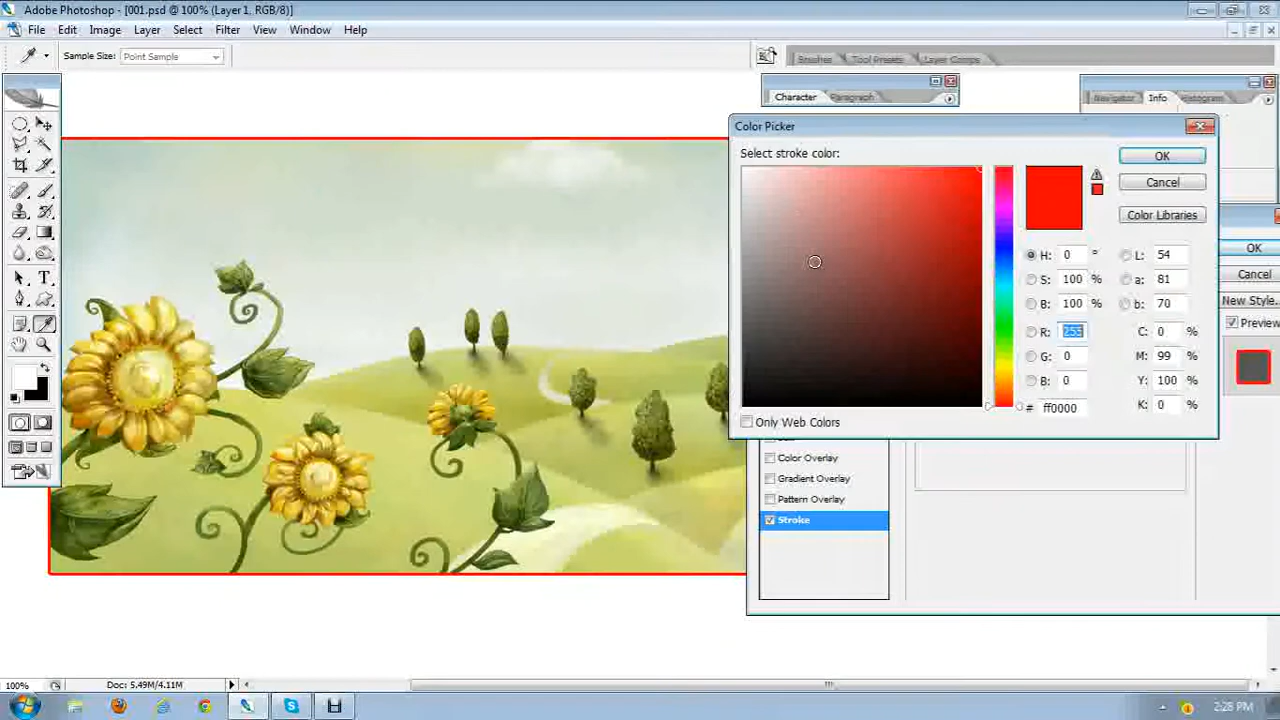 Adobe Photoshop - [001.psd @ 100% (Layer 1, RGB/8)]
File Edit Image Layer Select Filter View Window Help
Sample Size: Point Sample
Brushes Tool Presets Layer Comps
Character Paragraph
Navigator Info Histogram
Color Picker
Select stroke color:
OK
Cancel
Color Libraries
H: 0 ° L: 54
S: 100 % a: 81
B: 100 % b: 70
R: 255 C: 0 %
G: 0 M: 99 %
B: 0 Y: 100 %
# ff0000 K: 0 %
Only Web Colors
OK
Cancel
New Style...
Preview
Color Overlay
Gradient Overlay
Pattern Overlay
Stroke
T
100% Doc: 5.49M/4.11M
2:28 PM